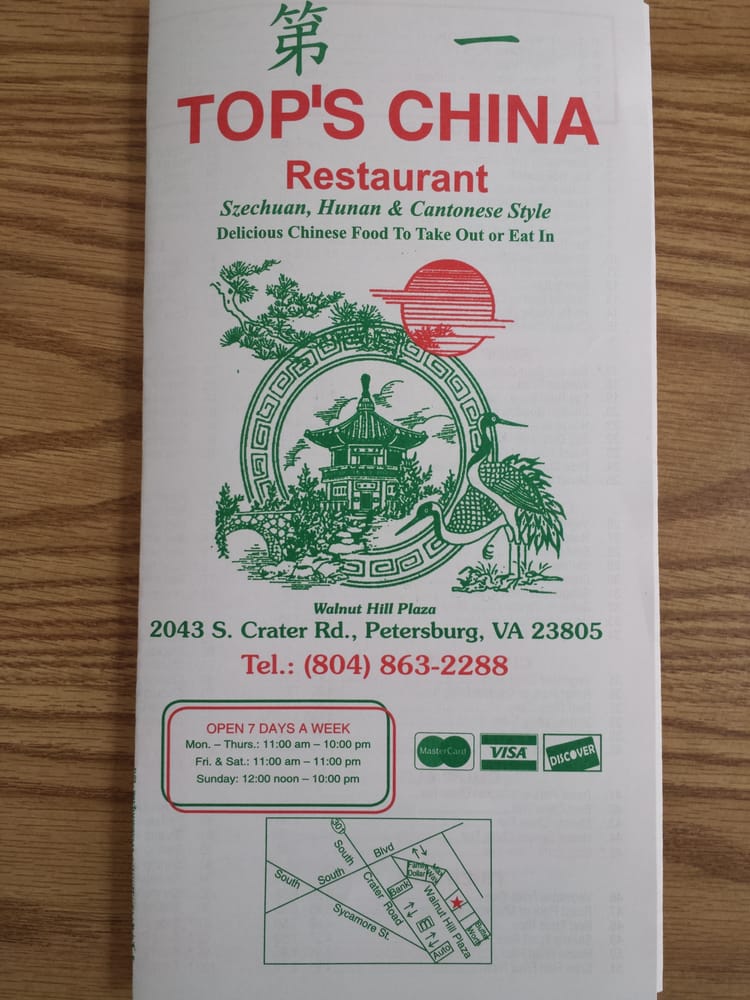 第 一
TOP'S CHINA
Restaurant
Szechuan, Hunan & Cantonese Style
Delicious Chinese Food To Take Out or Eat In
Walnut Hill Plaza
2043 S. Crater Rd., Petersburg, VA 23805
Tel.: (804) 863-2288
OPEN 7 DAYS A WEEK
Mon. – Thurs.: 11:00 am – 10:00 pm
Fri. & Sat.: 11:00 am – 11:00 pm
Sunday: 12:00 noon – 10:00 pm
MasterCard
VISA
DISCOVER
301
South
Crater Road
South
South
Blvd
Sycamore St.
Family
Dollar
Bank
Walnut Hill Plaza
Auto